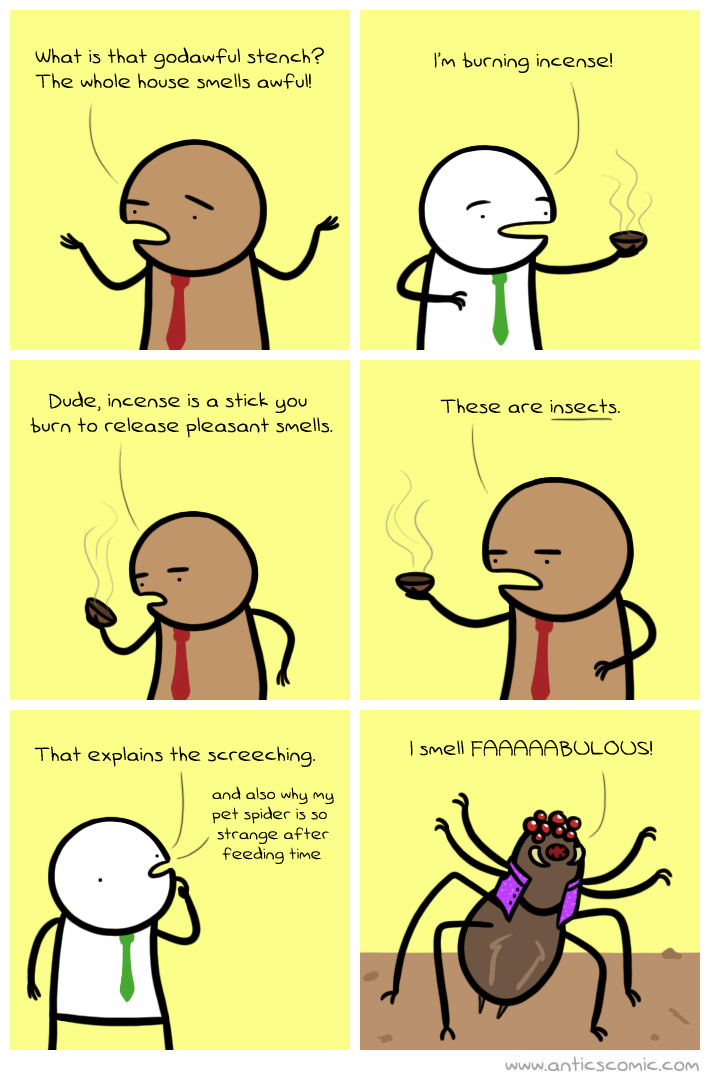 What is that godawful stench?
The whole house smells awful!
I'm burning incense!
Dude, incense is a stick you
burn to release pleasant smells.
These are insects.
That explains the screeching.
and also why my
pet spider is so
strange after
feeding time
I smell FAAAAABULOUS!
www.anticscomic.com